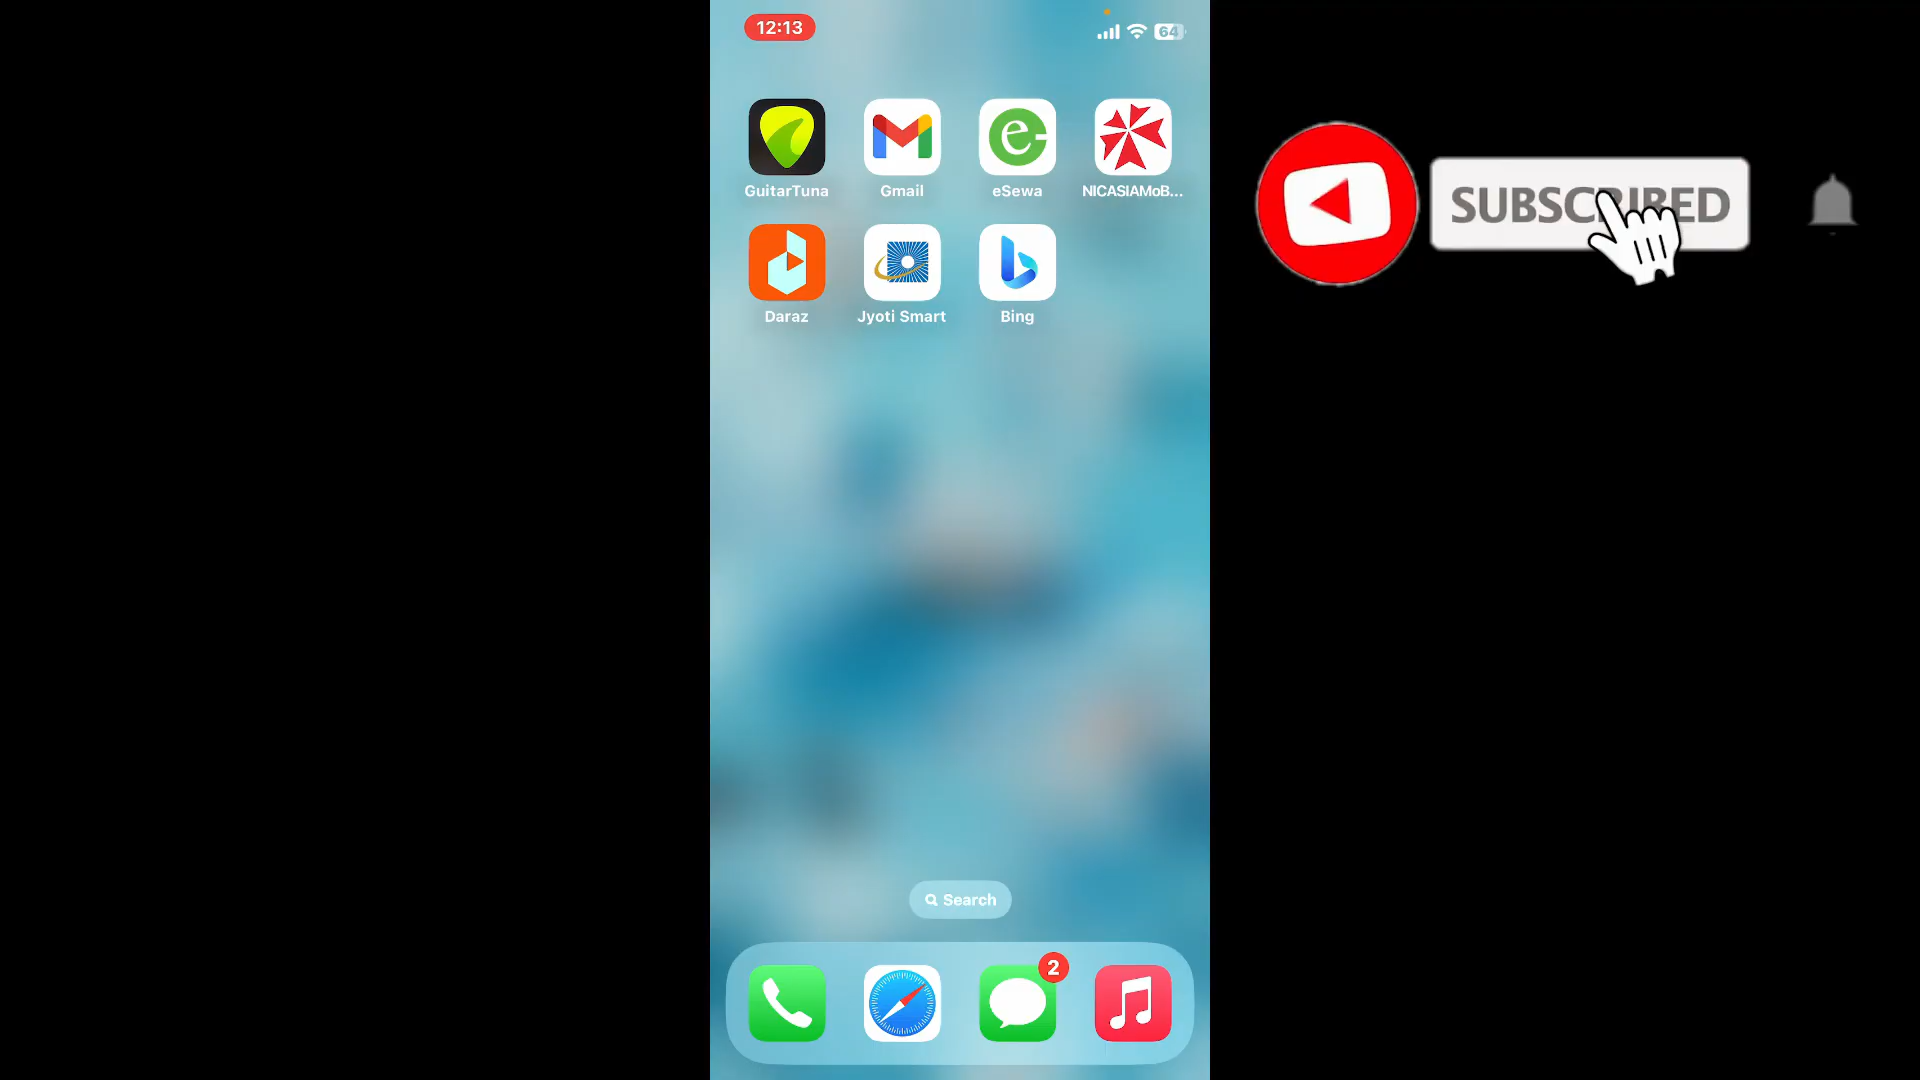 12:13
64
GuitarTuna
Gmail
eSewa
NICASIAMoB...
Daraz
Jyoti Smart
Bing
Search
2
SUBSCRIBED